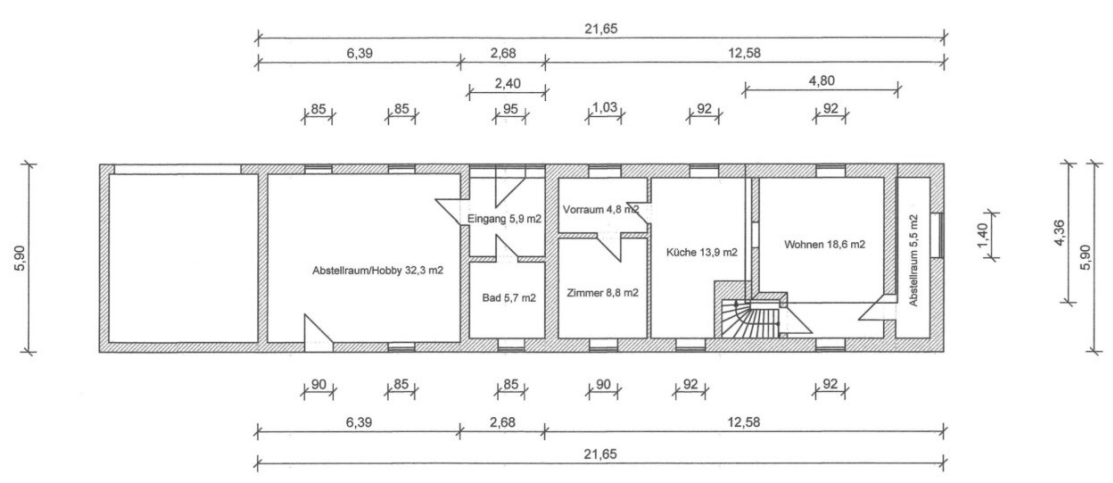 21,65
6,39 2,68 12,58
2,40 4,80
85 85 95 1,03 92 92
5,90
Eingang 5,9 m2
Vorraum 4,8 m2
Küche 13,9 m2
Wohnen 18,6 m2
Abstellraum 5,5 m2
1,40
4,36
5,90
Abstellraum/Hobby 32,3 m2
Bad 5,7 m2
Zimmer 8,8 m2
90 85 85 90 92 92
6,39 2,68 12,58
21,65